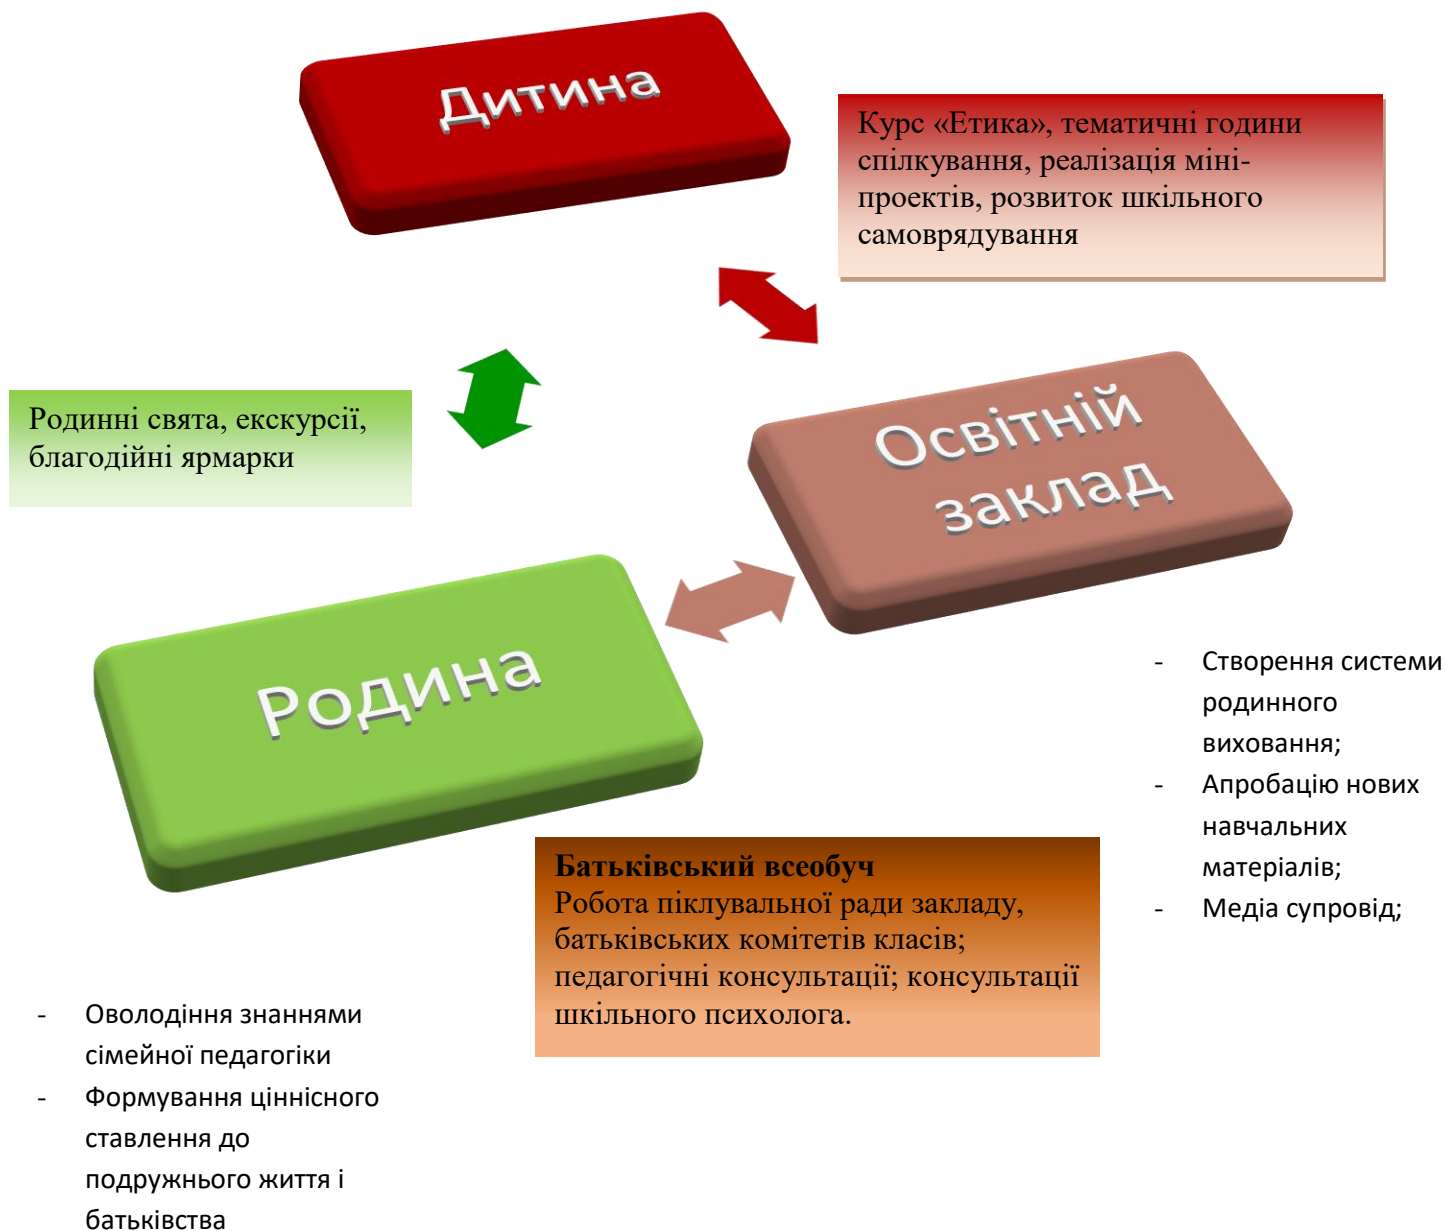 Дитина
Курс «Етика», тематичні години
спілкування, реалізація міні-
проектів, розвиток шкільного
самоврядування
Родинні свята, екскурсії,
благодійні ярмарки
Освітній
заклад
Родина
- Створення системи
родинного
виховання;
- Апробацію нових
навчальних
матеріалів;
- Медіа супровід;
Батьківський всеобуч
Робота піклувальної ради закладу,
батьківських комітетів класів;
педагогічні консультації; консультації
шкільного психолога.
- Оволодіння знаннями
сімейної педагогіки
- Формування ціннісного
ставлення до
подружнього життя і
батьківства